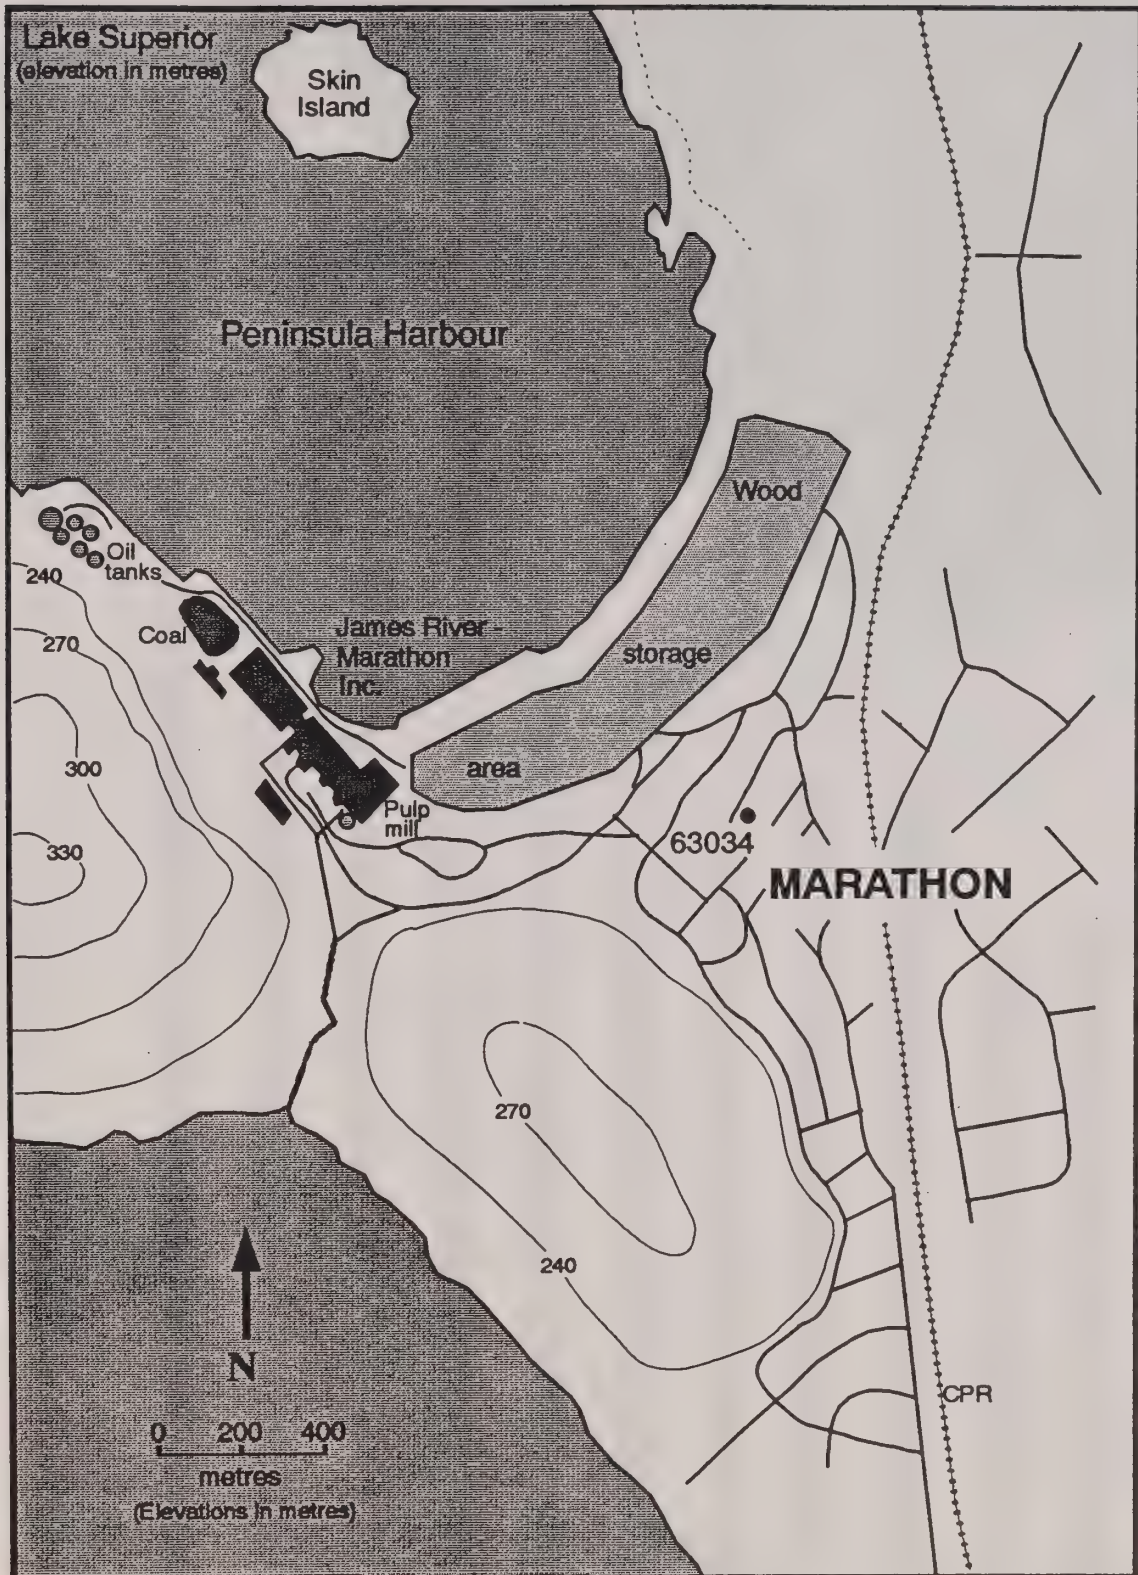 Lake Superior
(elevation in metres)
Skin
Island
Peninsula Harbour
Wood
storage
area
Oil
tanks
240
270
Coal
James River -
Marathon
Inc.
300
330
Pulp
mill
63034
MARATHON
270
240
N
0 200 400
metres
(Elevations in metres)
CPR